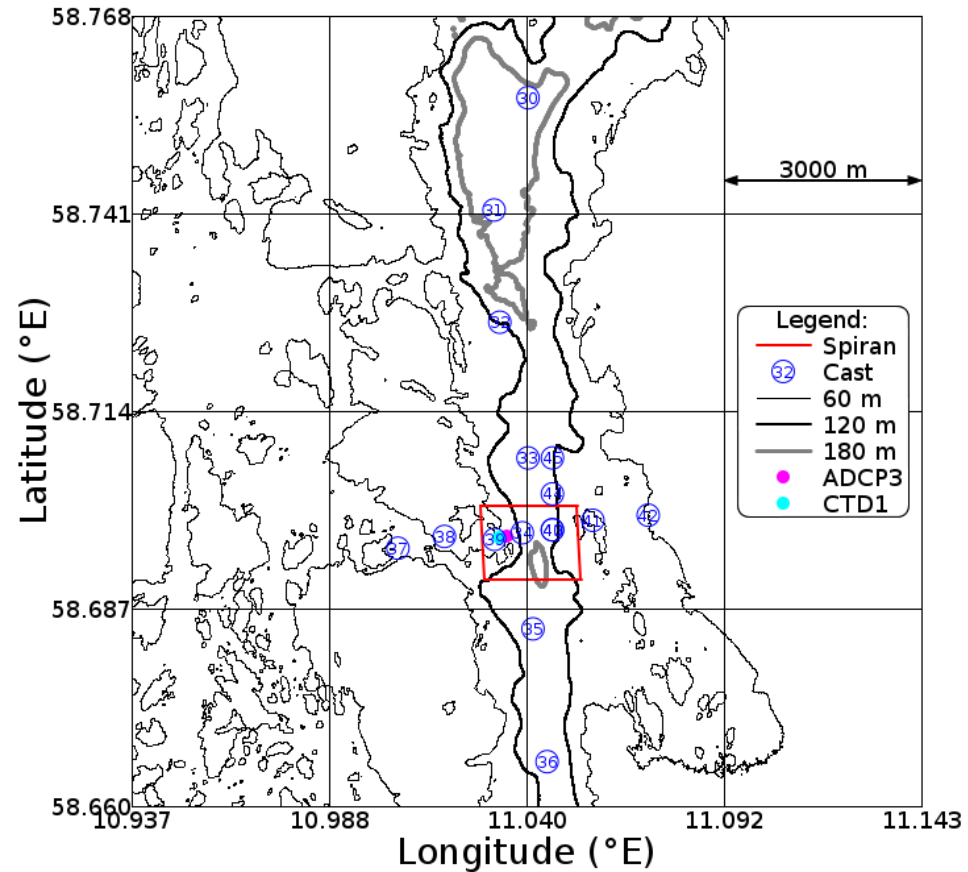 58.768
30
3000 m
31
58.741
32
Legend:
Spiran
32 Cast
60 m
120 m
180 m
ADCP3
CTD1
58.714
33 45
44
41 42
37 38 39 34 40
58.687
35
36
58.660
10.937 10.988 11.040 11.092 11.143
Longitude (°E)
Latitude (°E)